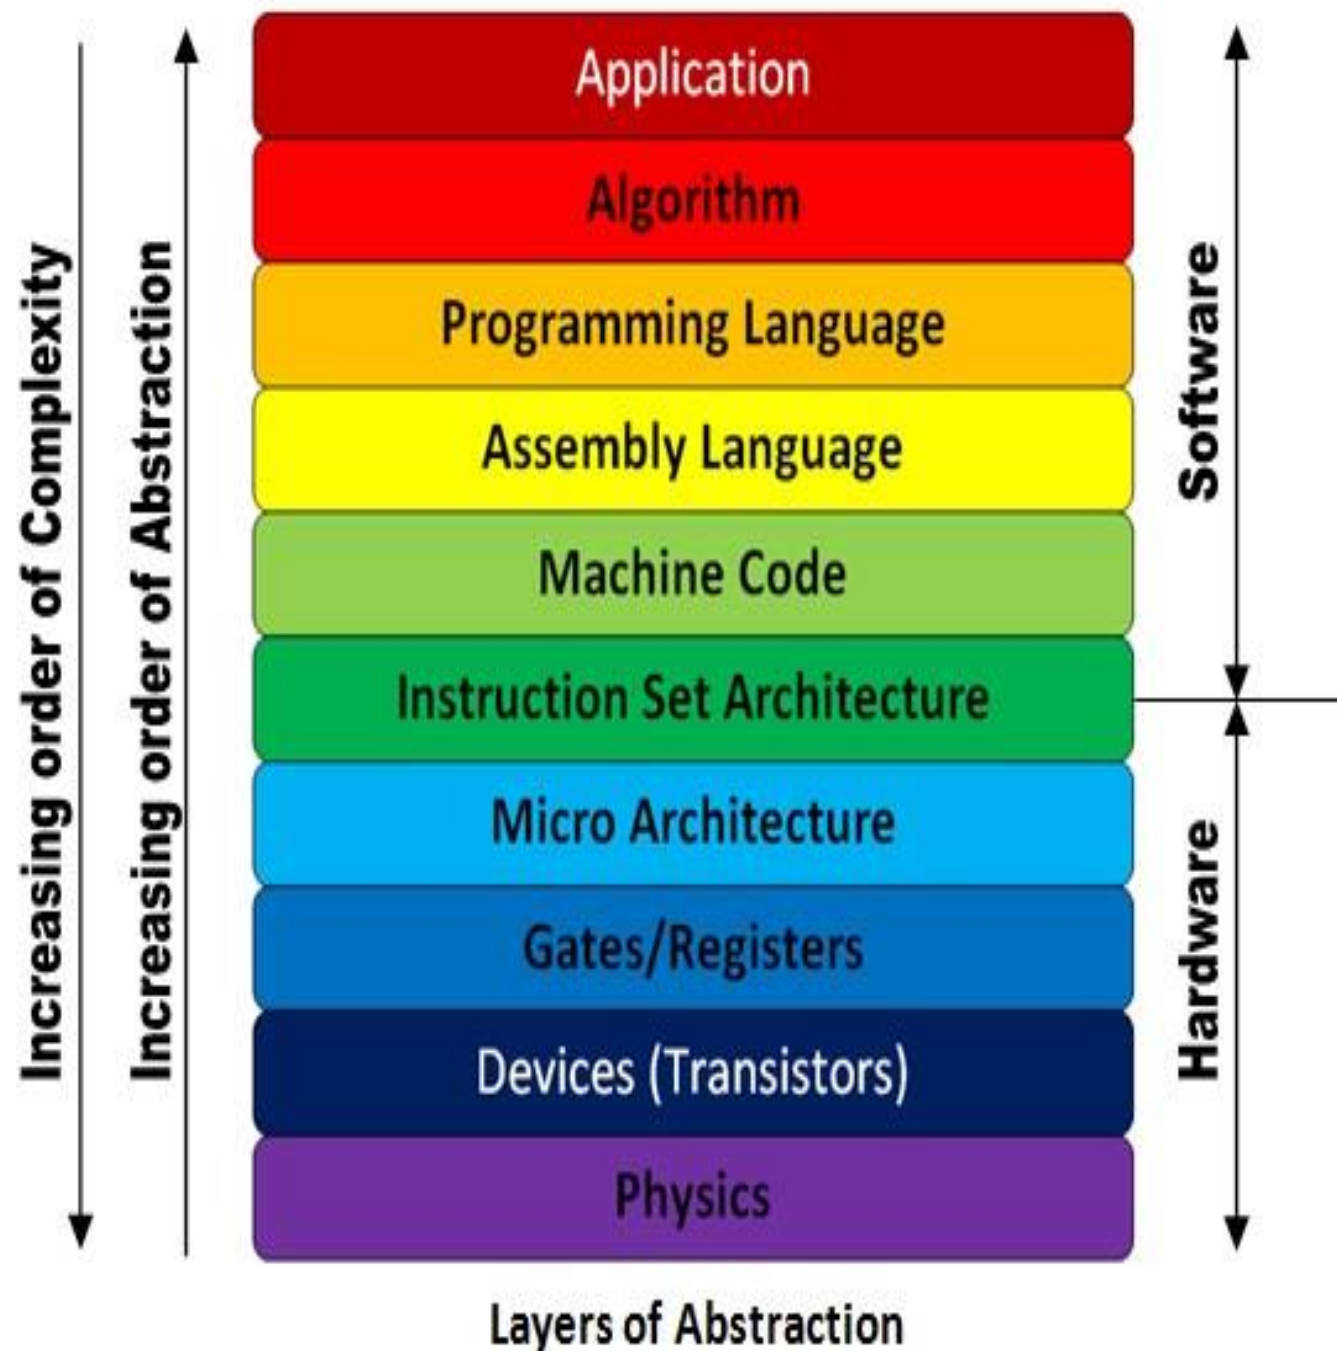 Increasing order of Complexity
Increasing order of Abstraction
Application
Algorithm
Programming Language
Assembly Language
Machine Code
Instruction Set Architecture
Micro Architecture
Gates/Registers
Devices (Transistors)
Physics
Software
Hardware
Layers of Abstraction